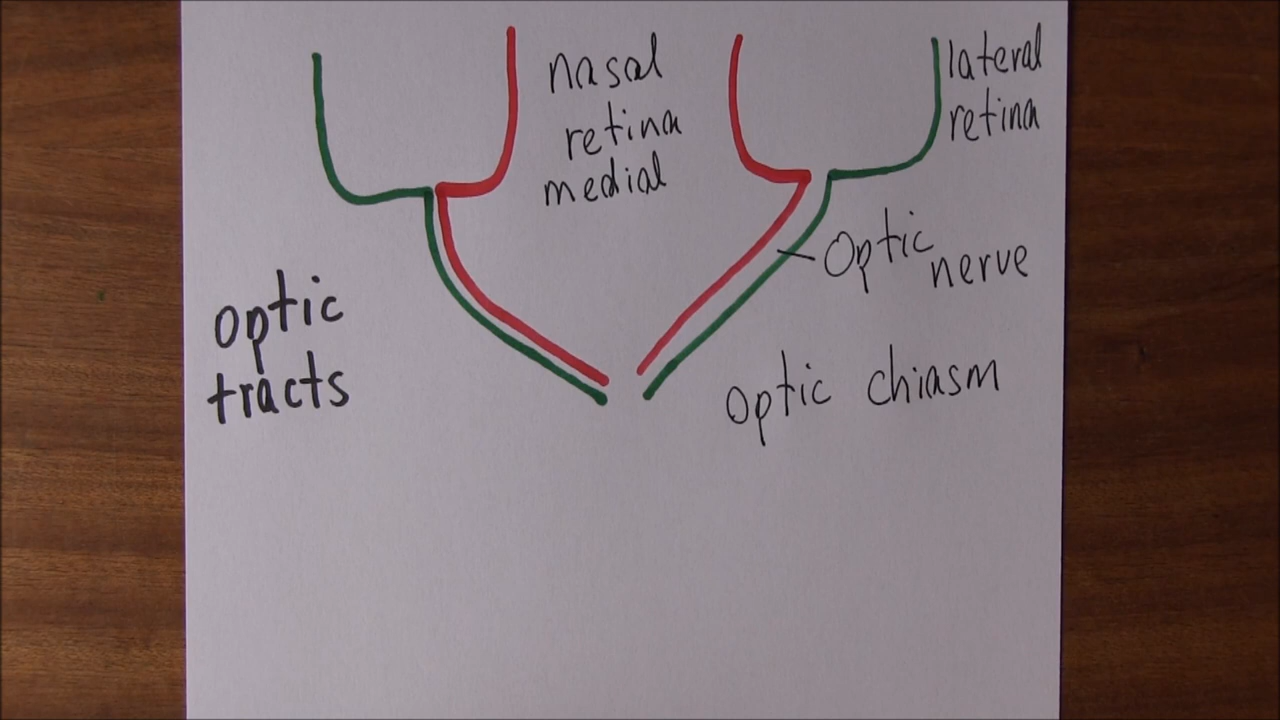 nasal
retina
medial
lateral
retina
Optic
nerve
optic
tracts
Optic chiasm